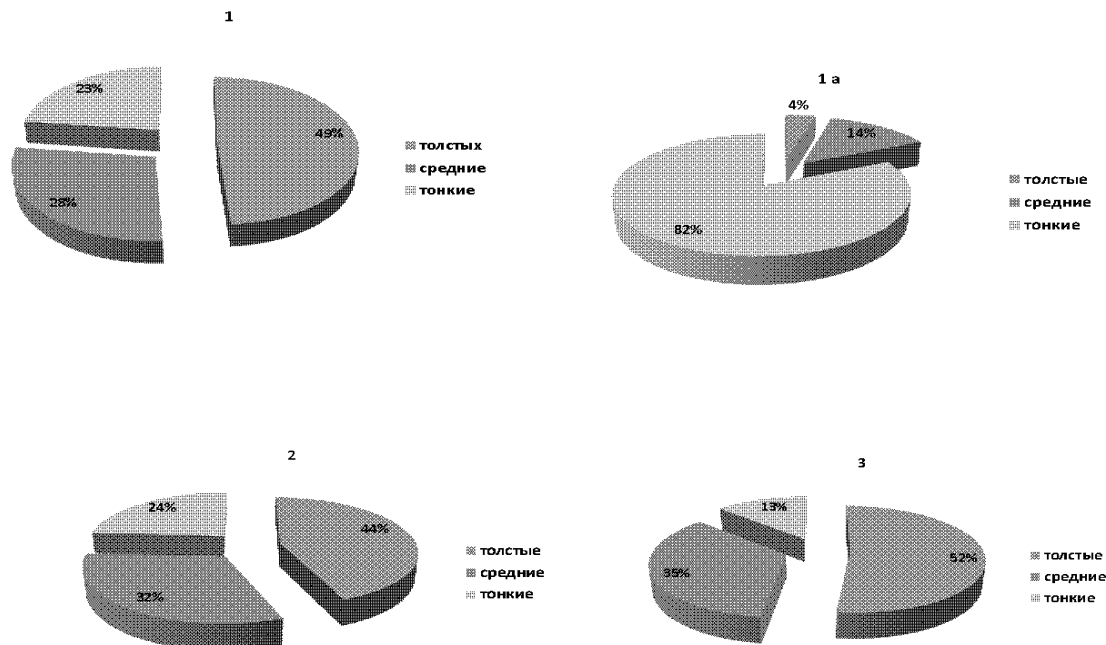 1
23%
49%
28%
толстых
средние
тонкие
1 а
4%
14%
82%
толстые
средние
тонкие
2
24%
44%
32%
толстые
средние
тонкие
3
13%
52%
35%
толстые
средние
тонкие